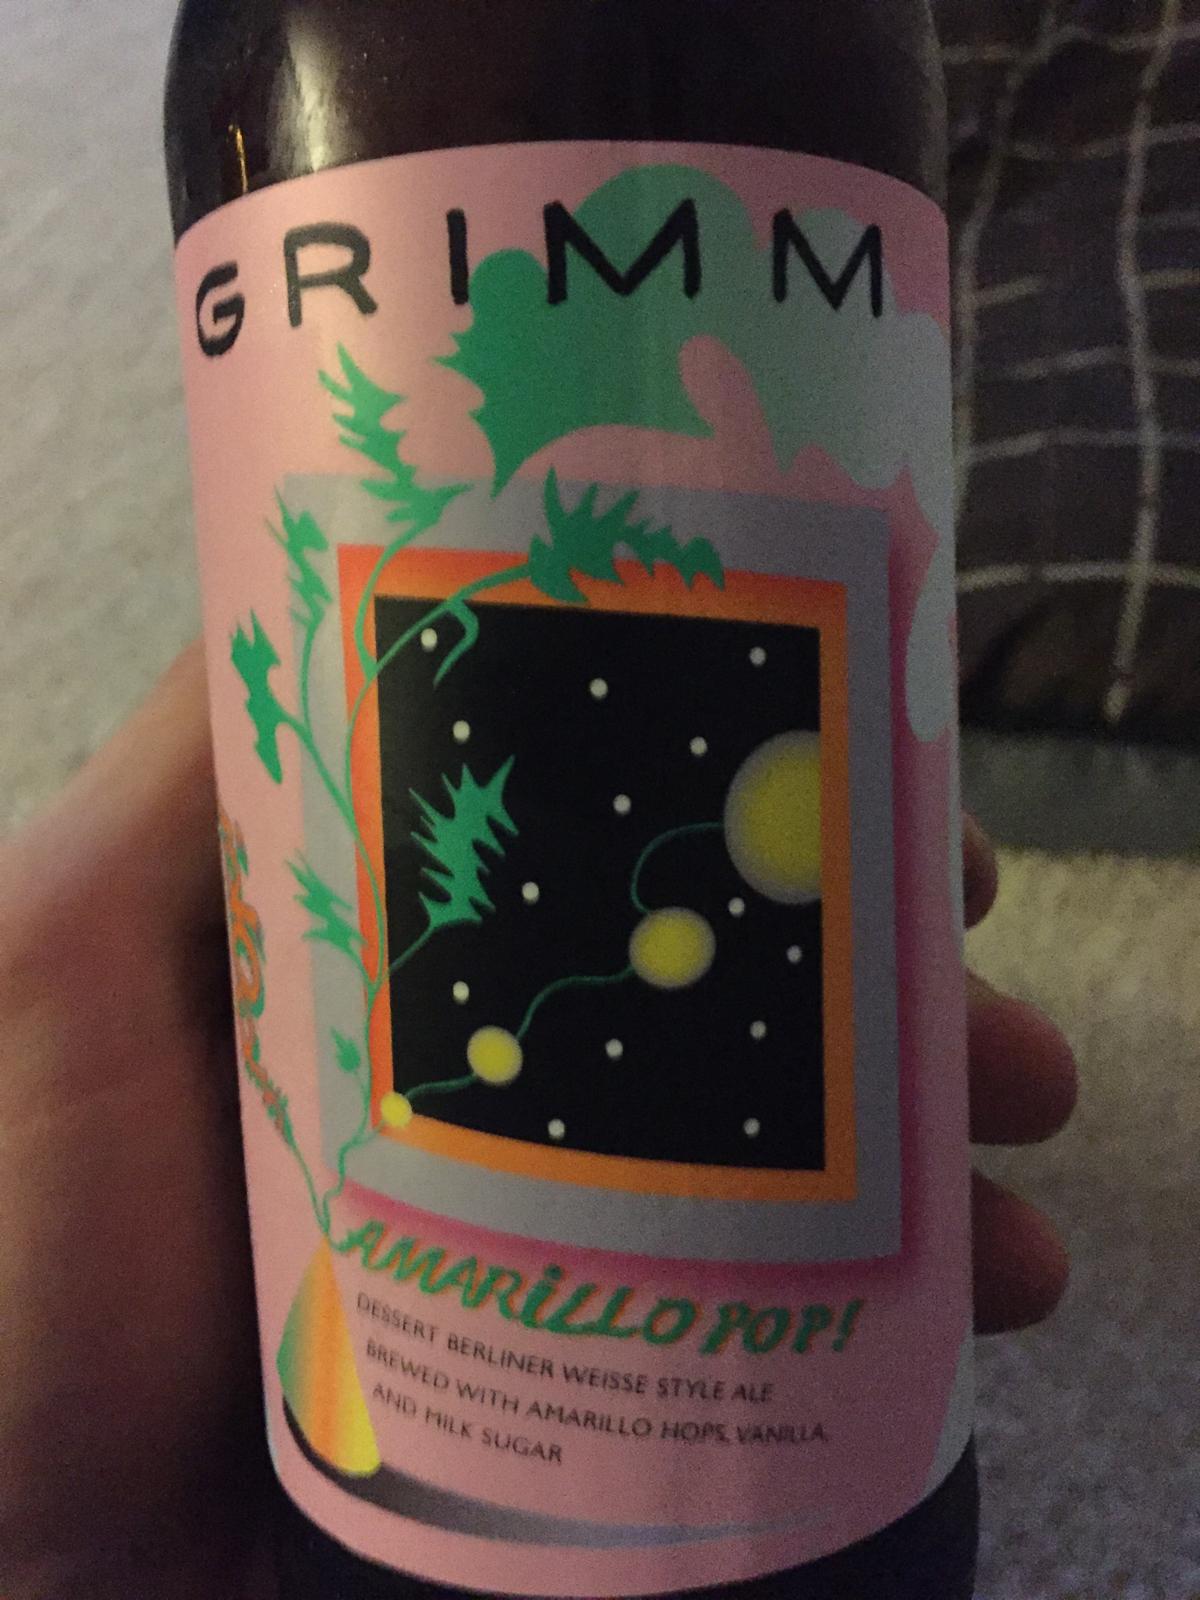 GRIMM
AMARiLLO POP!
DESSERT BERLINER WEISSE STYLE ALE
BREWED WITH AMARILLO HOPS, VANILLA,
AND MILK SUGAR